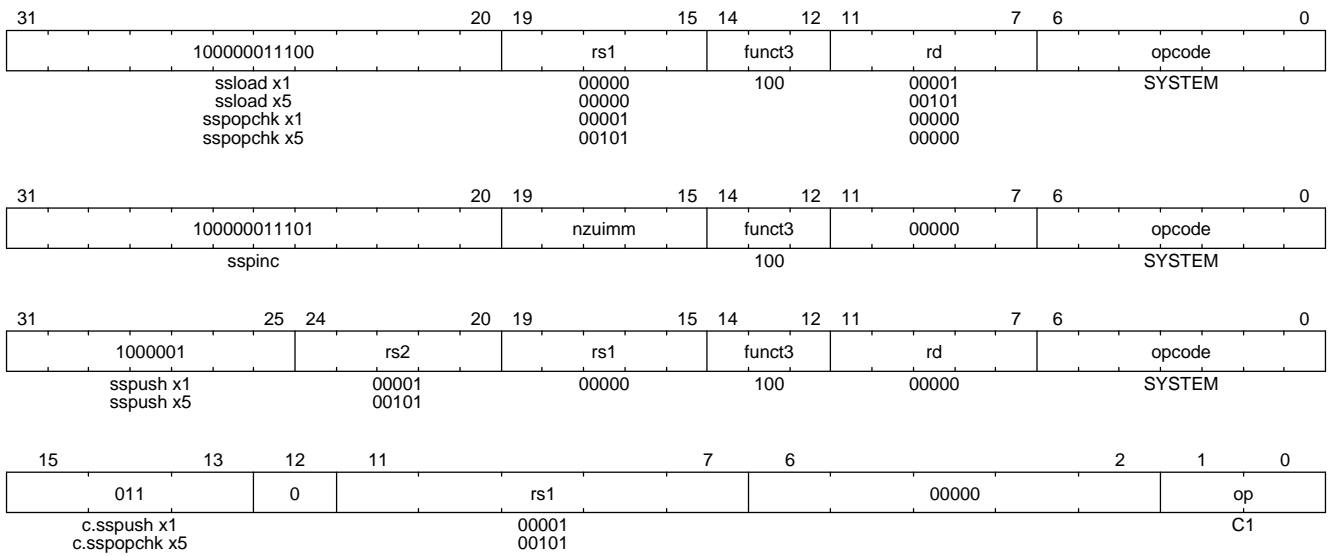 31 20 19 15 14 12 11 7 6 0
100000011100 rs1 funct3 rd opcode
ssload x1 00000 100 00001 SYSTEM
ssload x5 00000 00101
sspopchk x1 00001 00000
sspopchk x5 00101 00000
31 20 19 15 14 12 11 7 6 0
100000011101 nzuimm funct3 00000 opcode
sspinc 100 SYSTEM
31 25 24 20 19 15 14 12 11 7 6 0
1000001 rs2 rs1 funct3 rd opcode
sspush x1 00001 00000 100 00000 SYSTEM
sspush x5 00101
15 13 12 11 7 6 2 1 0
011 0 rs1 00000 op
c.sspush x1 00001 C1
c.sspopchk x5 00101